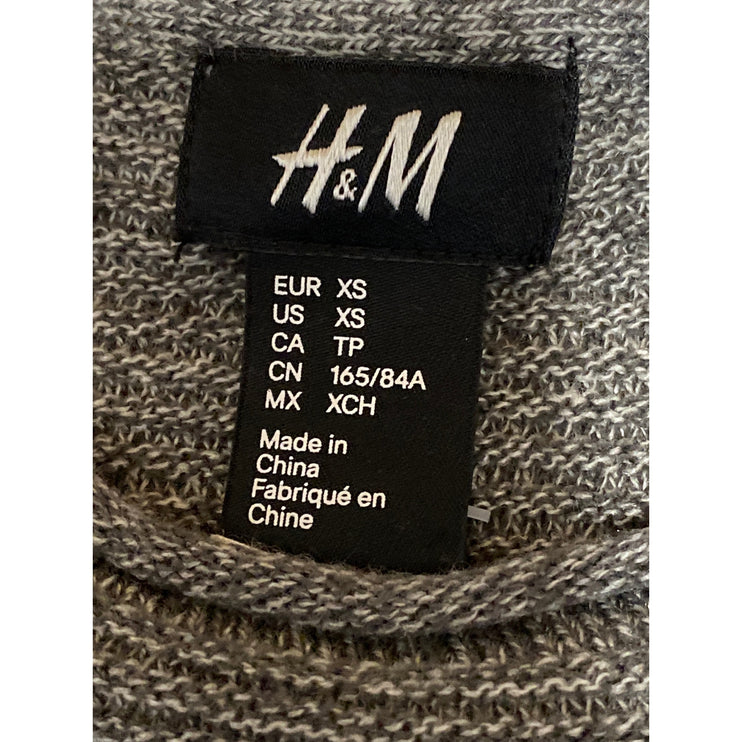 H&M
EUR XS
US XS
CA TP
CN 165/84A
MX XCH
Made in
China
Fabriqué en
Chine